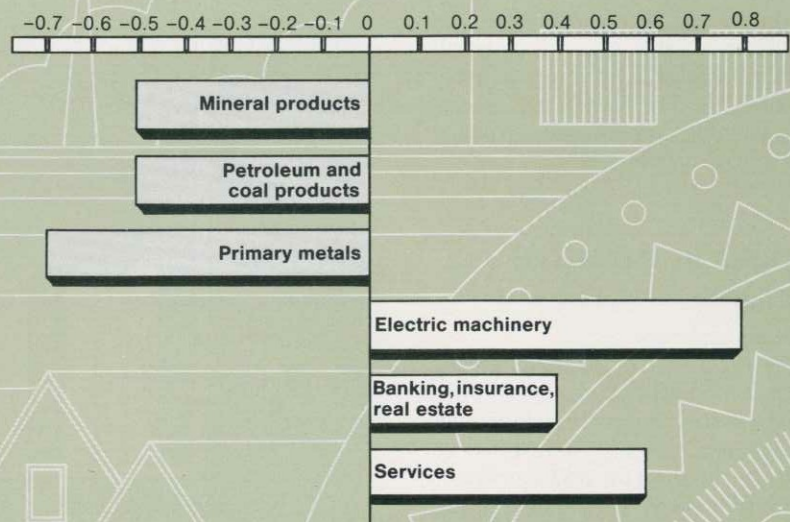 −0.7 −0.6 −0.5 −0.4 −0.3 −0.2 −0.1 0 0.1 0.2 0.3 0.4 0.5 0.6 0.7 0.8
Mineral products
Petroleum and
coal products
Primary metals
Electric machinery
Banking, insurance,
real estate
Services